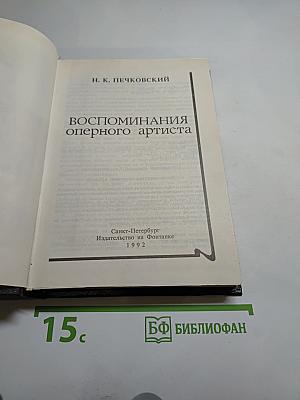 Н. К. ПЕЧКОВСКИЙ
ВОСПОМИНАНИЯ
оперного артиста
Санкт-Петербург
Издательство на Фонтанке
1992
15с
БФ БИБЛИОФАН